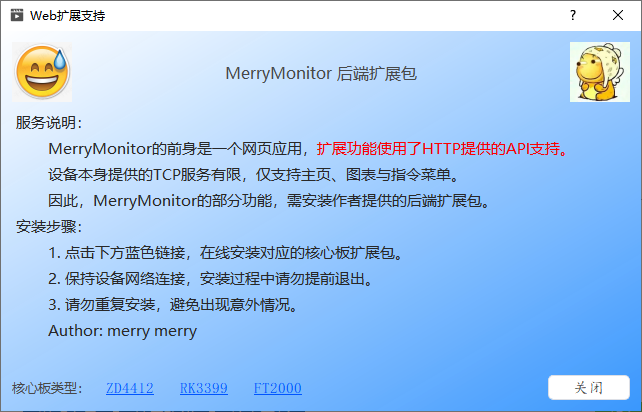 Web扩展支持
MerryMonitor 后端扩展包
服务说明：
MerryMonitor的前身是一个网页应用，扩展功能使用了HTTP提供的API支持。
设备本身提供的TCP服务有限，仅支持主页、图表与指令菜单。
因此，MerryMonitor的部分功能，需安装作者提供的后端扩展包。
安装步骤：
1. 点击下方蓝色链接，在线安装对应的核心板扩展包。
2. 保持设备网络连接，安装过程中请勿提前退出。
3. 请勿重复安装，避免出现意外情况。
Author: merry merry
核心板类型： ZD4412 RK3399 FT2000 关闭